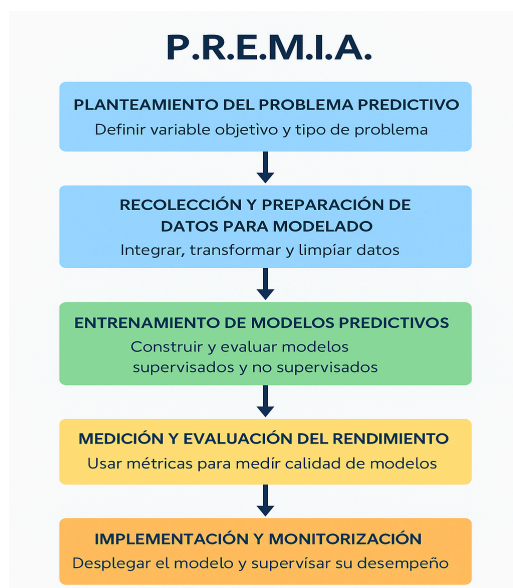 P.R.E.M.I.A.
PLANTEAMIENTO DEL PROBLEMA PREDICTIVO
Definir variable objetivo y tipo de problema
RECOLECCIÓN Y PREPARACIÓN DE
DATOS PARA MODELADO
Integrar, transformar y limpíar datos
ENTRENAMIENTO DE MODELOS PREDICTIVOS
Construir y evaluar modelos
supervisados y no supervisados
MEDICIÓN Y EVALUACIÓN DEL RENDIMIENTO
Usar métricas para medír calidad de modelos
IMPLEMENTACIÓN Y MONITORIZACIÓN
Desplegar el modelo y supervísar su desempeño